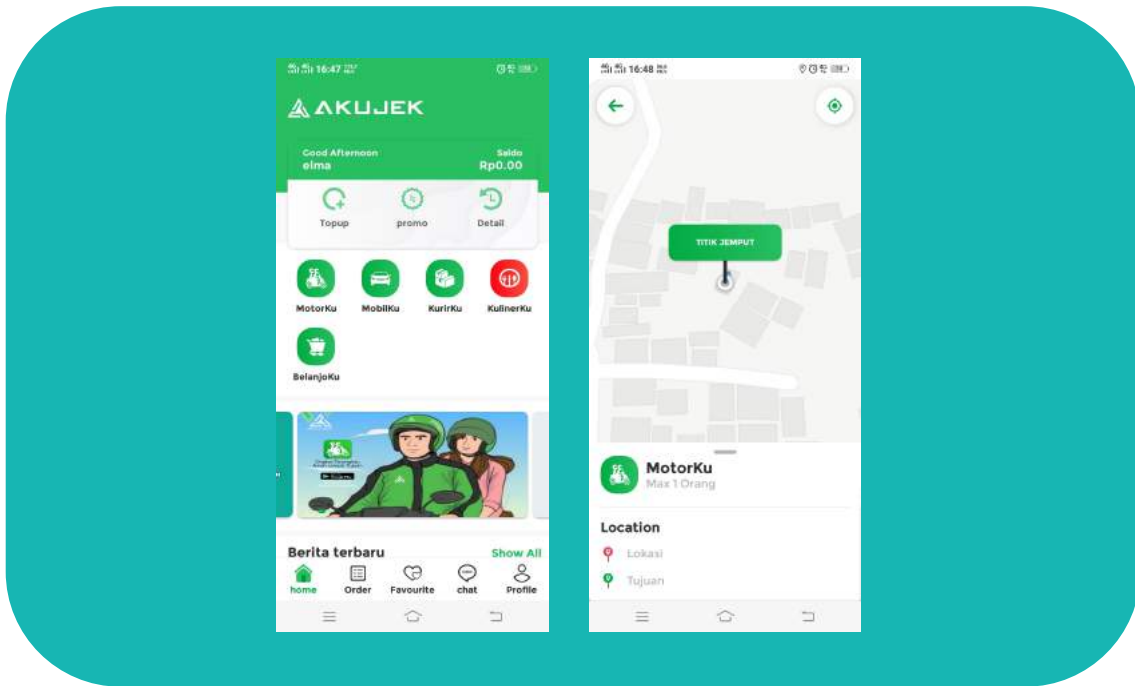 16:47
AKUJEK
Good Afternoon
Saldo
elma
Rp0.00
Topup
promo
Detail
MotorKu
MobilKu
KurirKu
KulinerKu
BelanjoKu
Berita terbaru
Show All
home
Order
Favourite
chat
Profile
16:48
TITIK JEMPUT
MotorKu
Max 1 Orang
Location
Lokasi
Tujuan